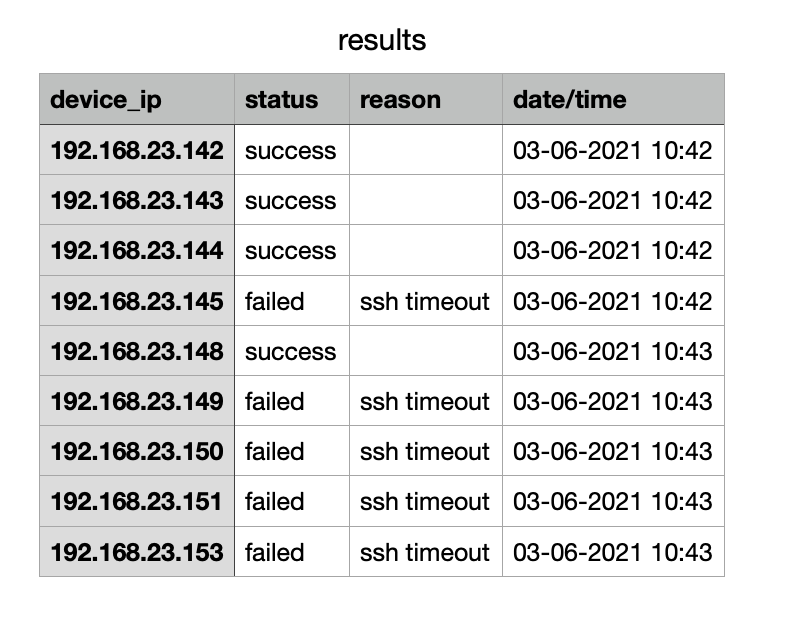 results
device_ip status reason date/time
192.168.23.142 success 03-06-2021 10:42
192.168.23.143 success 03-06-2021 10:42
192.168.23.144 success 03-06-2021 10:42
192.168.23.145 failed ssh timeout 03-06-2021 10:42
192.168.23.148 success 03-06-2021 10:43
192.168.23.149 failed ssh timeout 03-06-2021 10:43
192.168.23.150 failed ssh timeout 03-06-2021 10:43
192.168.23.151 failed ssh timeout 03-06-2021 10:43
192.168.23.153 failed ssh timeout 03-06-2021 10:43